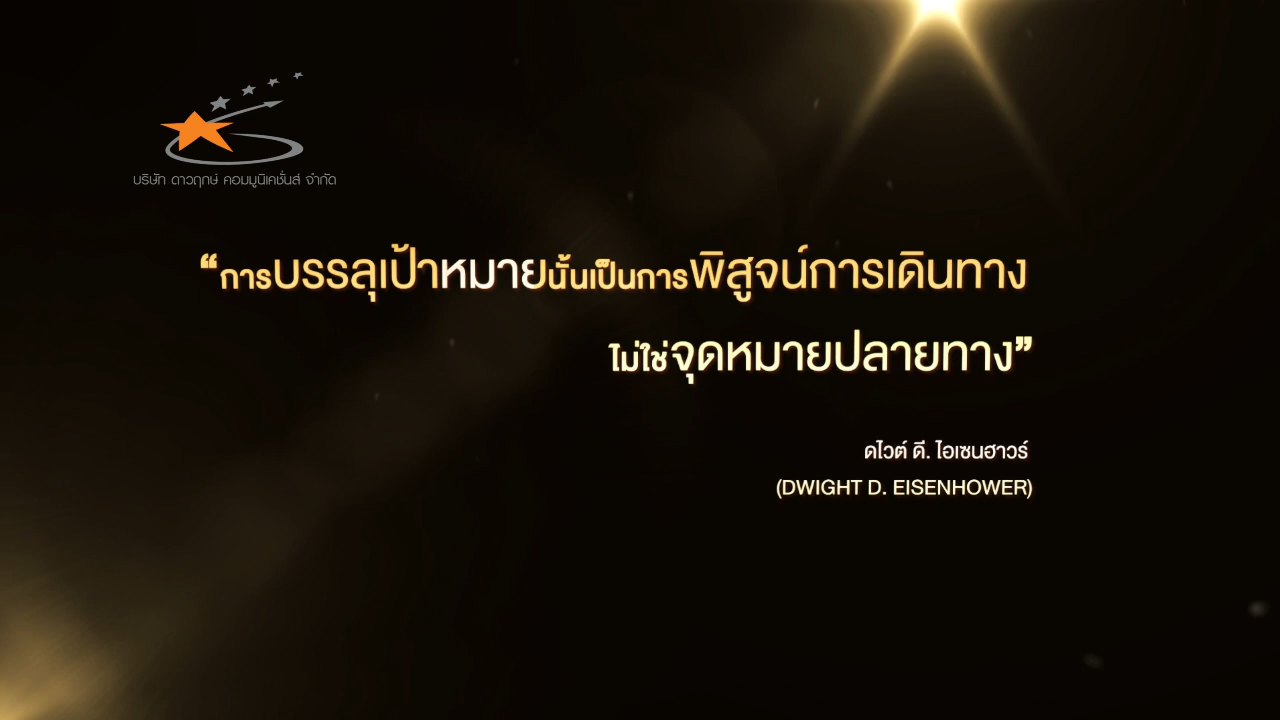 บริษัท ดาวฤกษ์ คอมมูนิเคชั่นส์ จำกัด
“การบรรลุเป้าหมายนั้นเป็นการพิสูจน์การเดินทาง
ไม่ใช่จุดหมายปลายทาง”
ดไวต์ ดี. ไอเซนฮาวร์
(DWIGHT D. EISENHOWER)